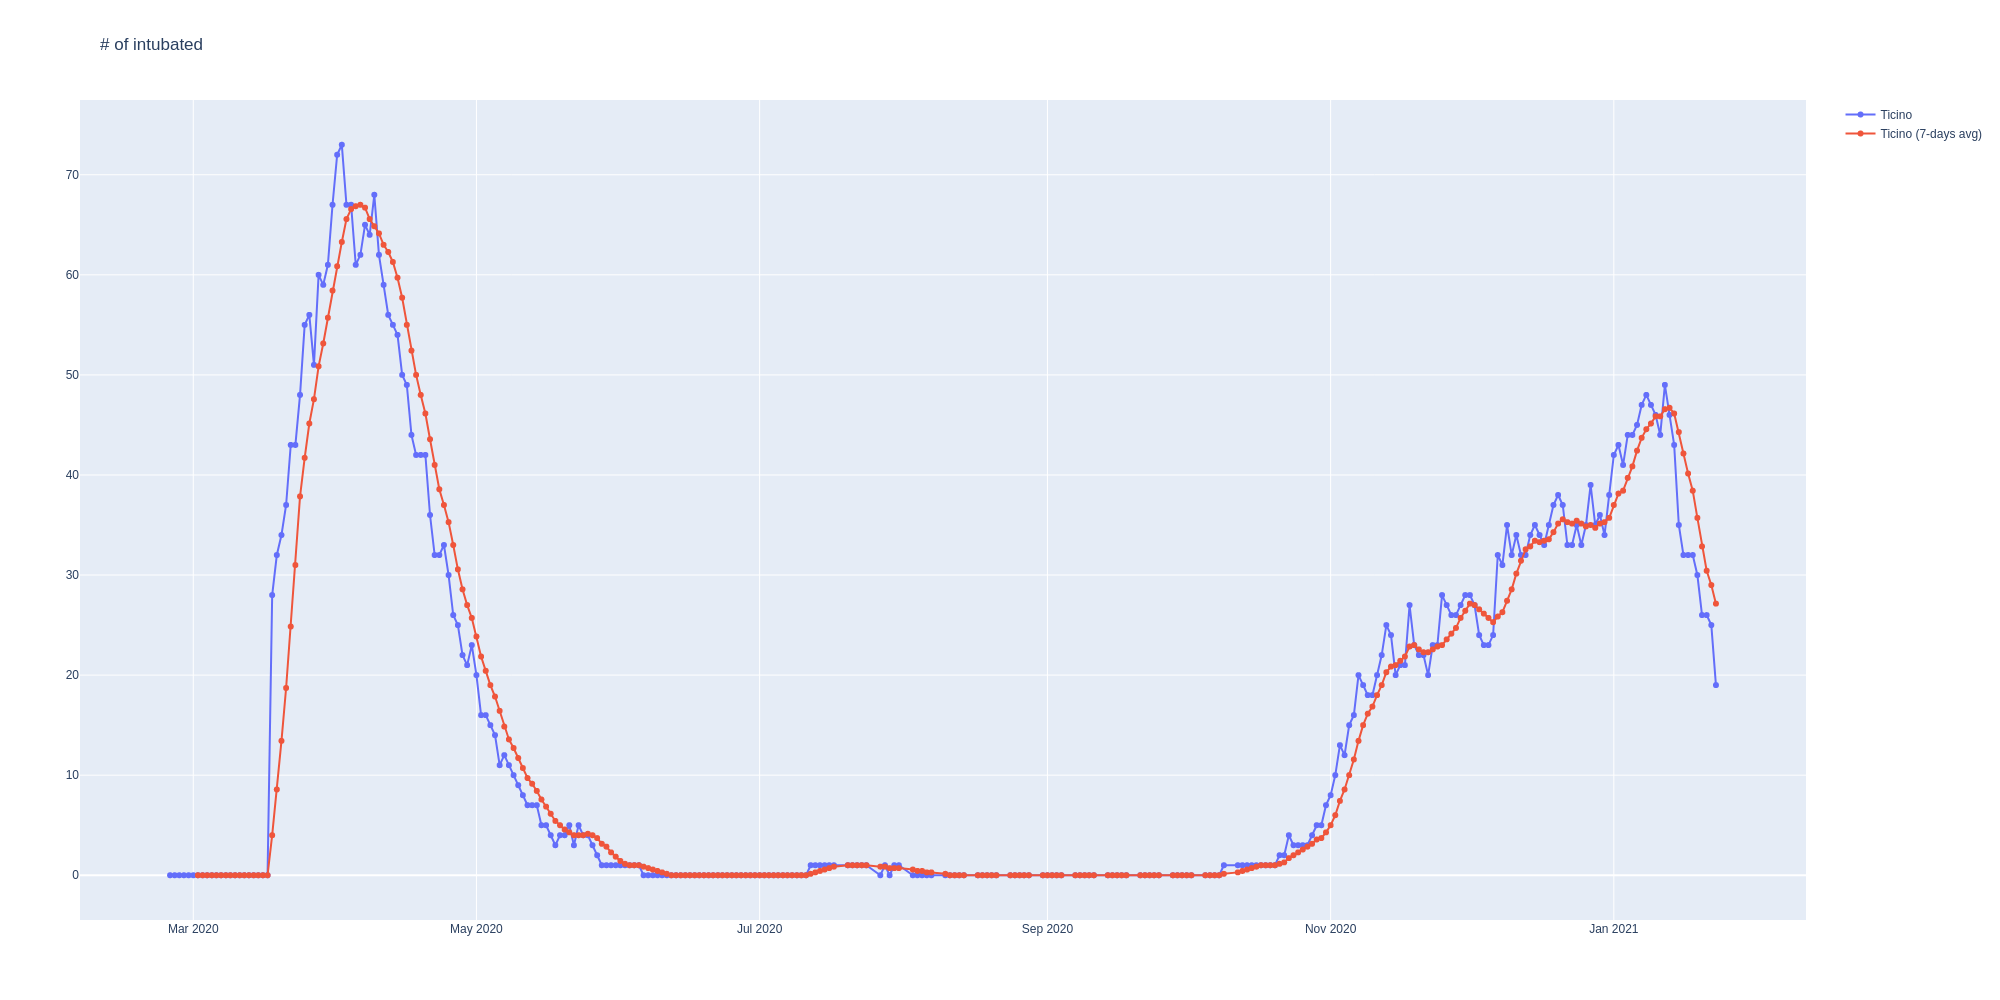 # of intubated
Ticino
Ticino (7-days avg)
70
60
50
40
30
20
10
0
Mar 2020
May 2020
Jul 2020
Sep 2020
Nov 2020
Jan 2021